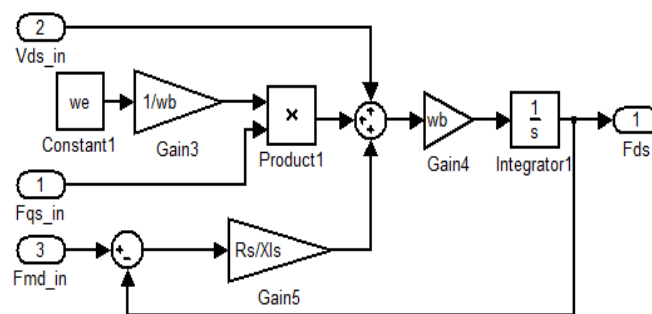 2
Vds_in
we
Constant1
1/wb
Gain3
×
Product1
+
+
+
wb
Gain4
1
s
Integrator1
1
Fds
1
Fqs_in
3
Fmd_in
+
-
Rs/Xls
Gain5